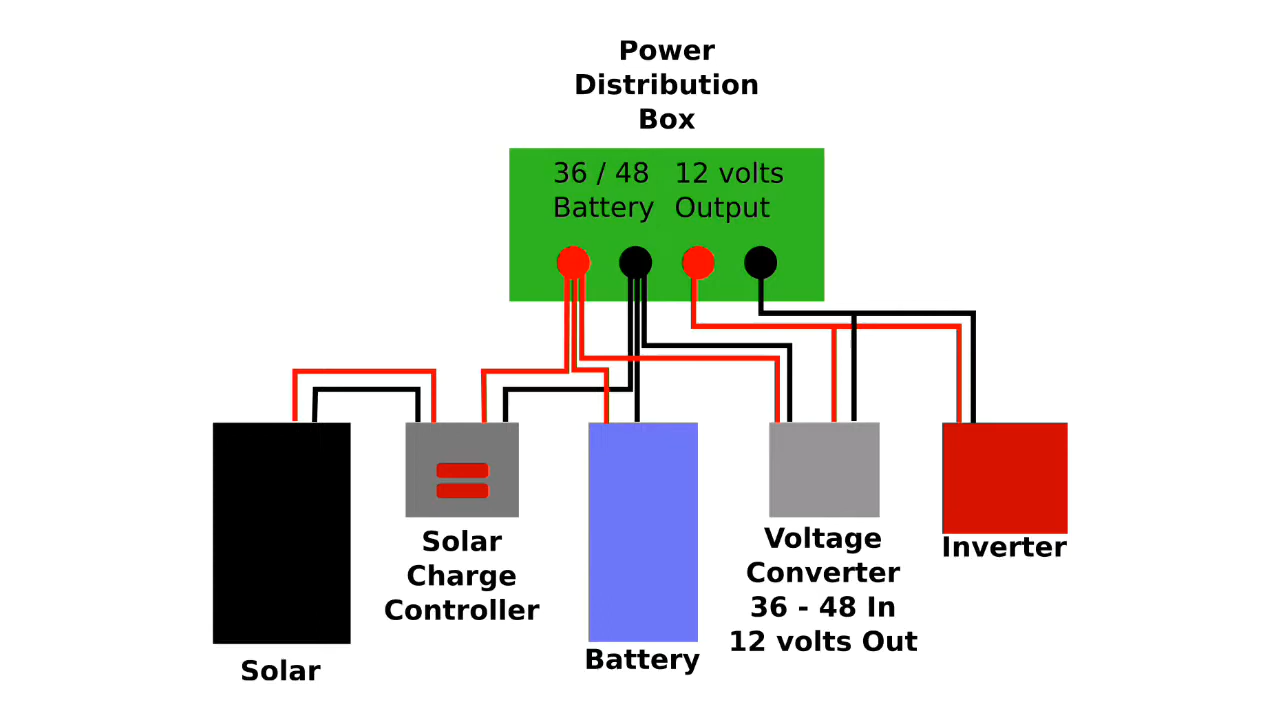 Power
Distribution
Box
36 / 48 12 volts
Battery Output
Solar
Charge
Controller
Voltage
Converter
36 - 48 In
12 volts Out
Inverter
Battery
Solar